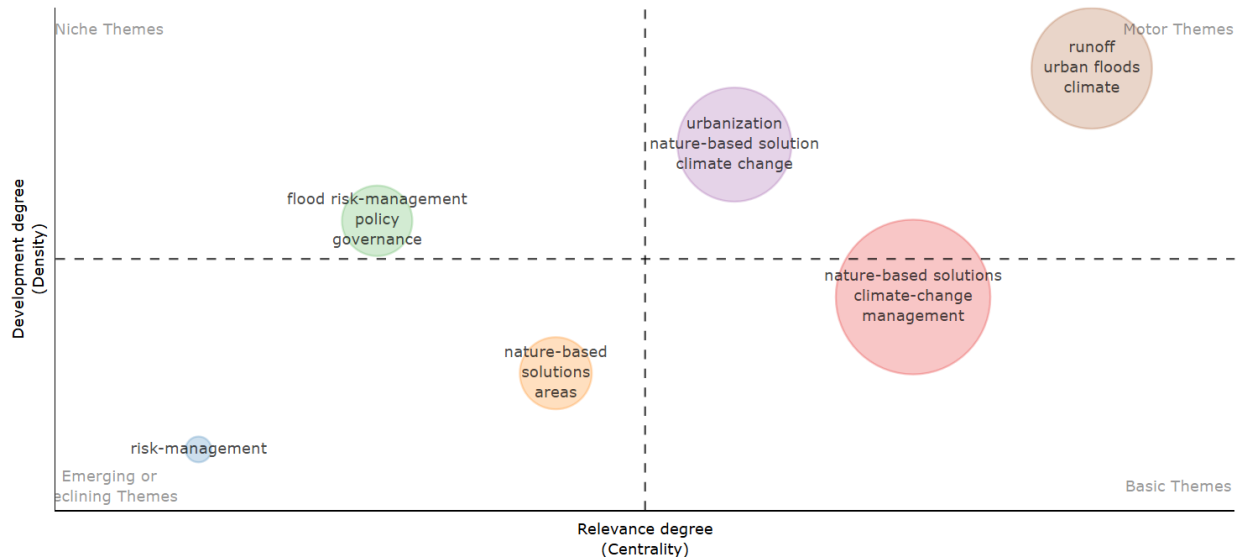 Niche Themes
Motor Themes
runoff
urban floods
climate
urbanization
nature-based solution
climate change
flood risk-management
policy
governance
nature-based solutions
climate-change
management
nature-based
solutions
areas
risk-management
Emerging or
eclining Themes
Basic Themes
Development degree
(Density)
Relevance degree
(Centrality)